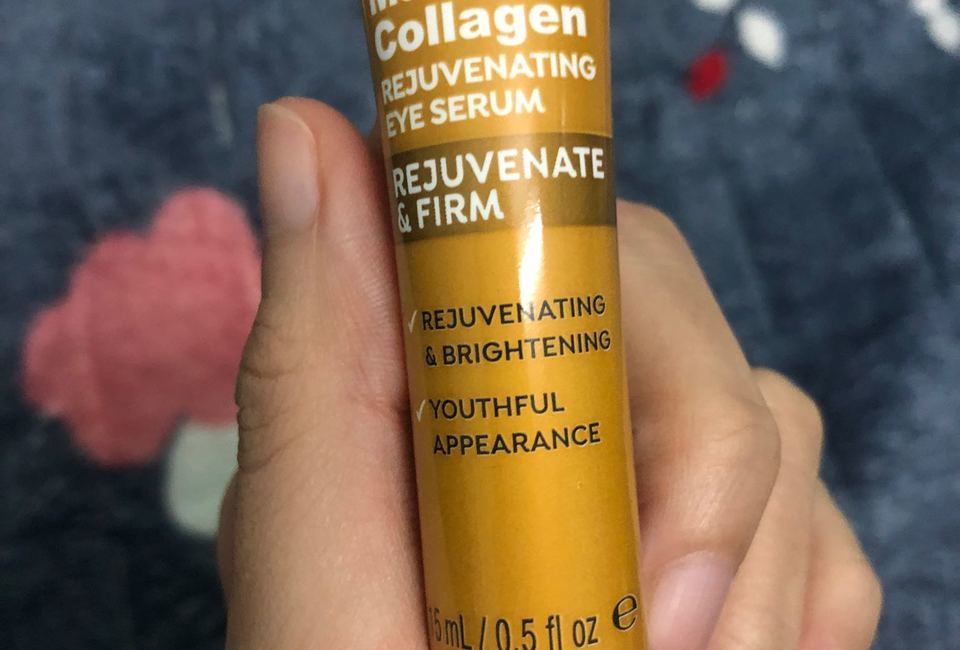 Collagen
REJUVENATING
EYE SERUM
REJUVENATE
& FIRM
REJUVENATING
& BRIGHTENING
YOUTHFUL
APPEARANCE
15 mL / 0.5 fl oz e